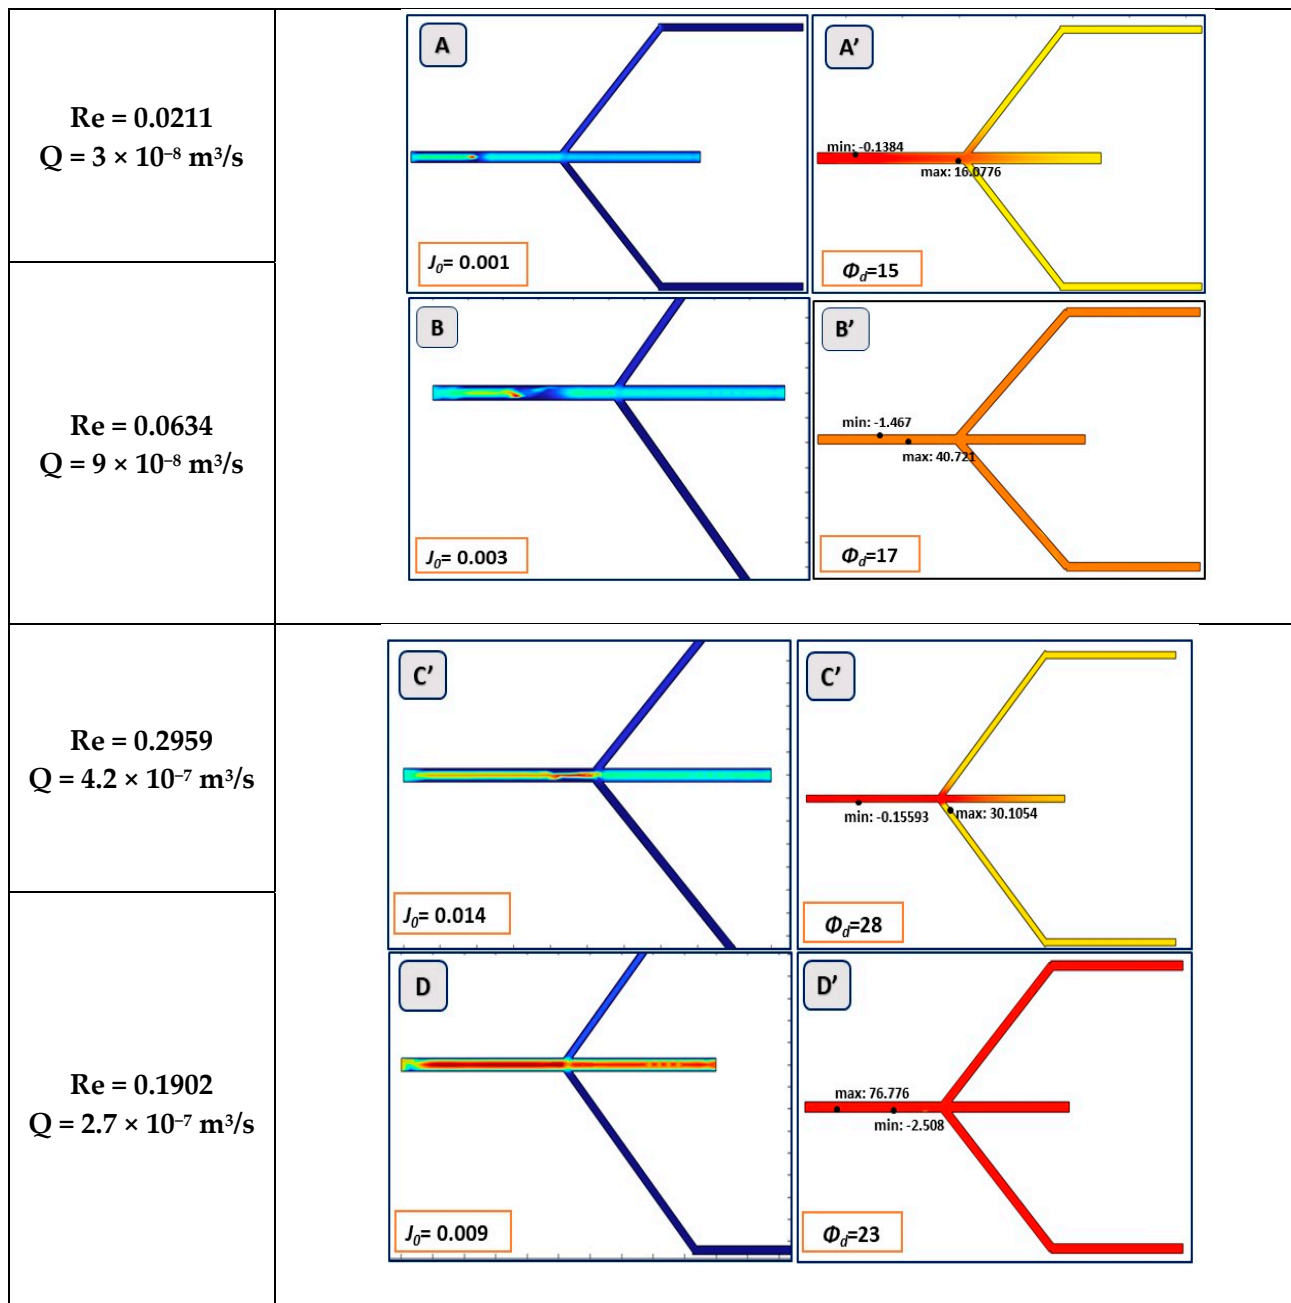 Re = 0.0211
Q = 3 × 10⁻⁸ m³/s
A
J₀= 0.001
A'
min: -0.1384
max: 16.0776
Φd=15
Re = 0.0634
Q = 9 × 10⁻⁸ m³/s
B
J₀= 0.003
B'
min: -1.467
max: 40.721
Φd=17
Re = 0.2959
Q = 4.2 × 10⁻⁷ m³/s
C'
J₀= 0.014
C'
min: -0.15593
max: 30.1054
Φd=28
Re = 0.1902
Q = 2.7 × 10⁻⁷ m³/s
D
J₀= 0.009
D'
max: 76.776
min: -2.508
Φd=23